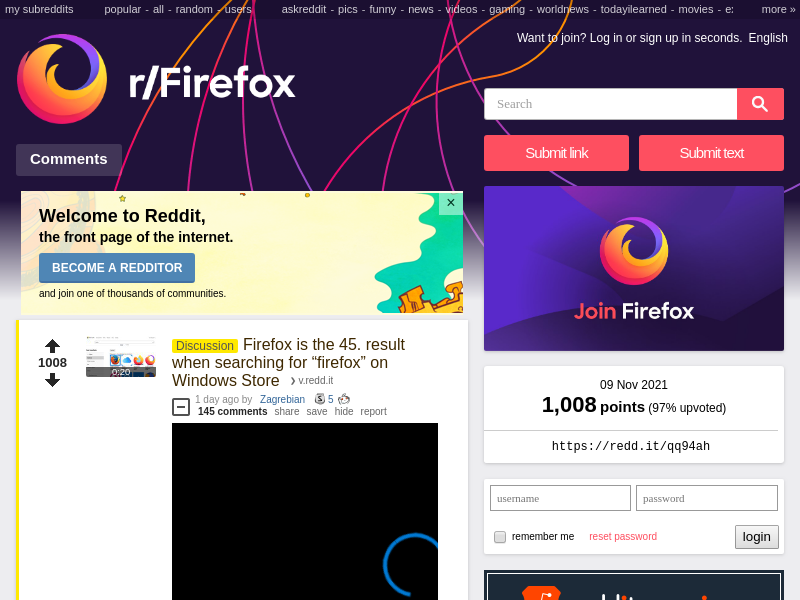 my subreddits
popular - all - random - users
askreddit - pics - funny - news - videos - gaming - worldnews - todayilearned - movies -
more »
Want to join? Log in or sign up in seconds. English
r/Firefox
Search
Comments
Submit link
Submit text
Welcome to Reddit,
the front page of the internet.
BECOME A REDDITOR
and join one of thousands of communities.
×
Join Firefox
1008
0:20
Discussion Firefox is the 45. result
when searching for “firefox” on
Windows Store ❯ v.redd.it
1 day ago by Zagrebian 5
145 comments share save hide report
09 Nov 2021
1,008 points (97% upvoted)
https://redd.it/qq94ah
username
password
remember me
reset password
login